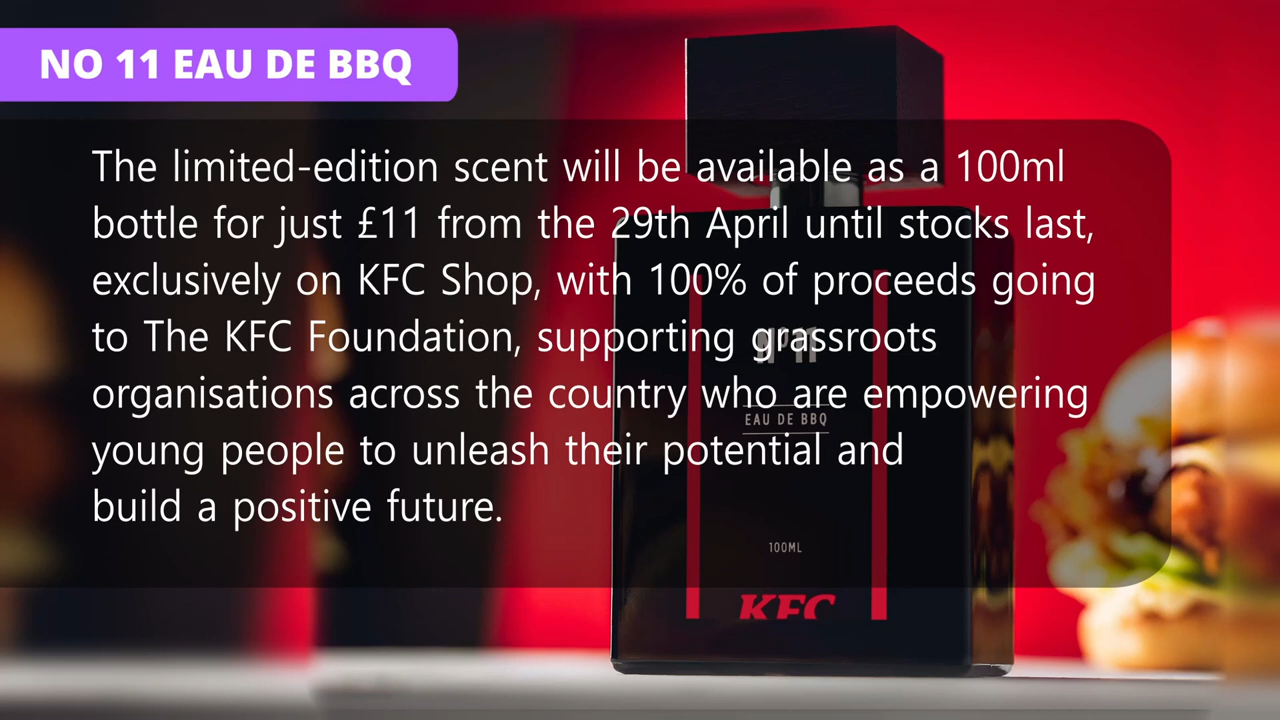 NO 11 EAU DE BBQ
The limited-edition scent will be available as a 100ml
bottle for just £11 from the 29th April until stocks last,
exclusively on KFC Shop, with 100% of proceeds going
to The KFC Foundation, supporting grassroots
organisations across the country who are empowering
young people to unleash their potential and
build a positive future.
Nº11
EAU DE BBQ
100ML
KFC